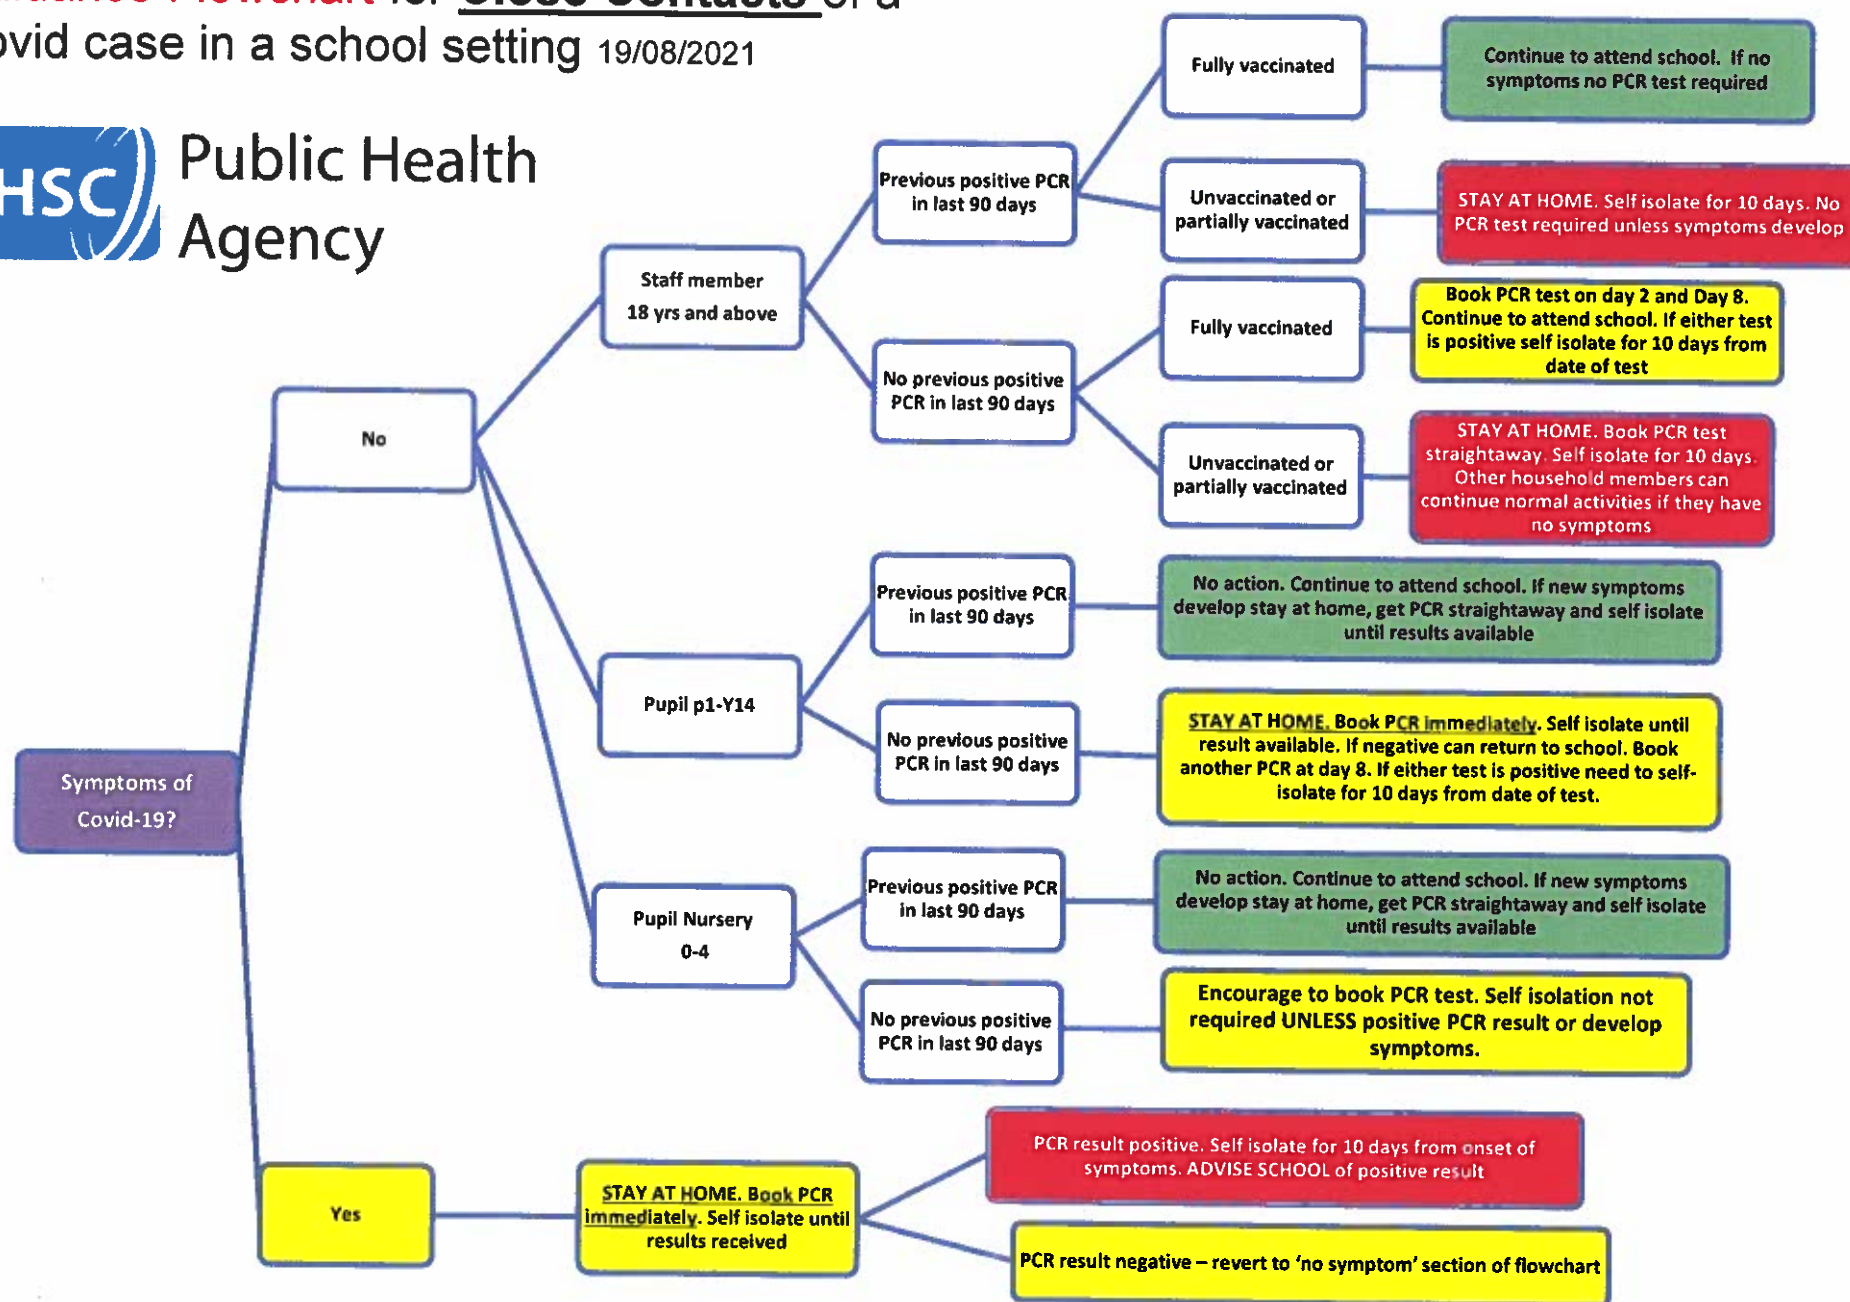 for Close Contacts of a
Covid case in a school setting 19/08/2021
HSC
Public Health
Agency
Symptoms of
Covid-19?
No
Staff member
18 yrs and above
Previous positive PCR
in last 90 days
Fully vaccinated
Continue to attend school. If no
symptoms no PCR test required
Unvaccinated or
partially vaccinated
STAY AT HOME. Self isolate for 10 days. No
PCR test required unless symptoms develop
No previous positive
PCR in last 90 days
Fully vaccinated
Book PCR test on day 2 and Day 8.
Continue to attend school. If either test
is positive self isolate for 10 days from
date of test
Unvaccinated or
partially vaccinated
STAY AT HOME. Book PCR test
straightaway. Self isolate for 10 days.
Other household members can
continue normal activities if they have
no symptoms
Pupil p1-Y14
Previous positive PCR
in last 90 days
No action. Continue to attend school. If new symptoms
develop stay at home, get PCR straightaway and self isolate
until results available
No previous positive
PCR in last 90 days
STAY AT HOME. Book PCR immediately. Self isolate until
result available. If negative can return to school. Book
another PCR at day 8. If either test is positive need to self-
isolate for 10 days from date of test.
Pupil Nursery
0-4
Previous positive PCR
in last 90 days
No action. Continue to attend school. If new symptoms
develop stay at home, get PCR straightaway and self isolate
until results available
No previous positive
PCR in last 90 days
Encourage to book PCR test. Self isolation not
required UNLESS positive PCR result or develop
symptoms.
Yes
STAY AT HOME. Book PCR
immediately. Self isolate until
results received
PCR result positive. Self isolate for 10 days from onset of
symptoms. ADVISE SCHOOL of positive result
PCR result negative – revert to ‘no symptom’ section of flowchart